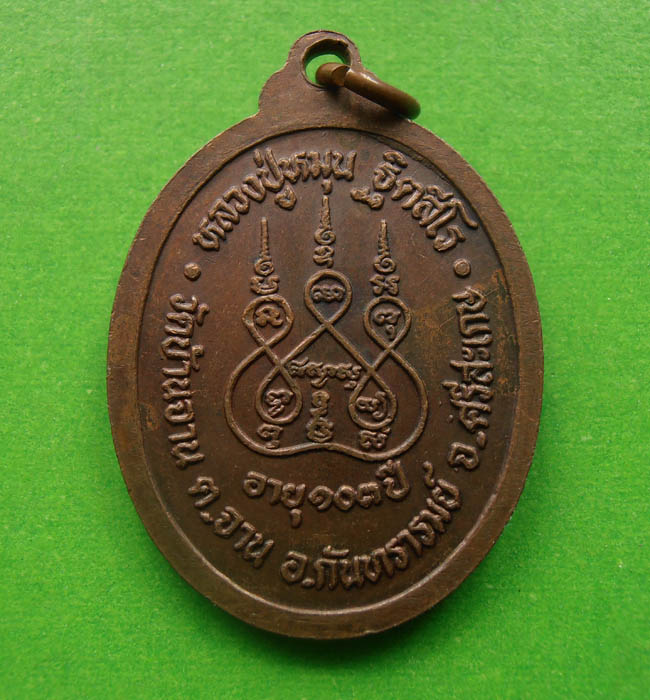 หลวงปู่หมุน ฐิตสีโร
อายุ๑๐๓ปี
วัดบ้านจาน ต.จาน อ.กันทรารมย์ จ.ศรีสะเกษ